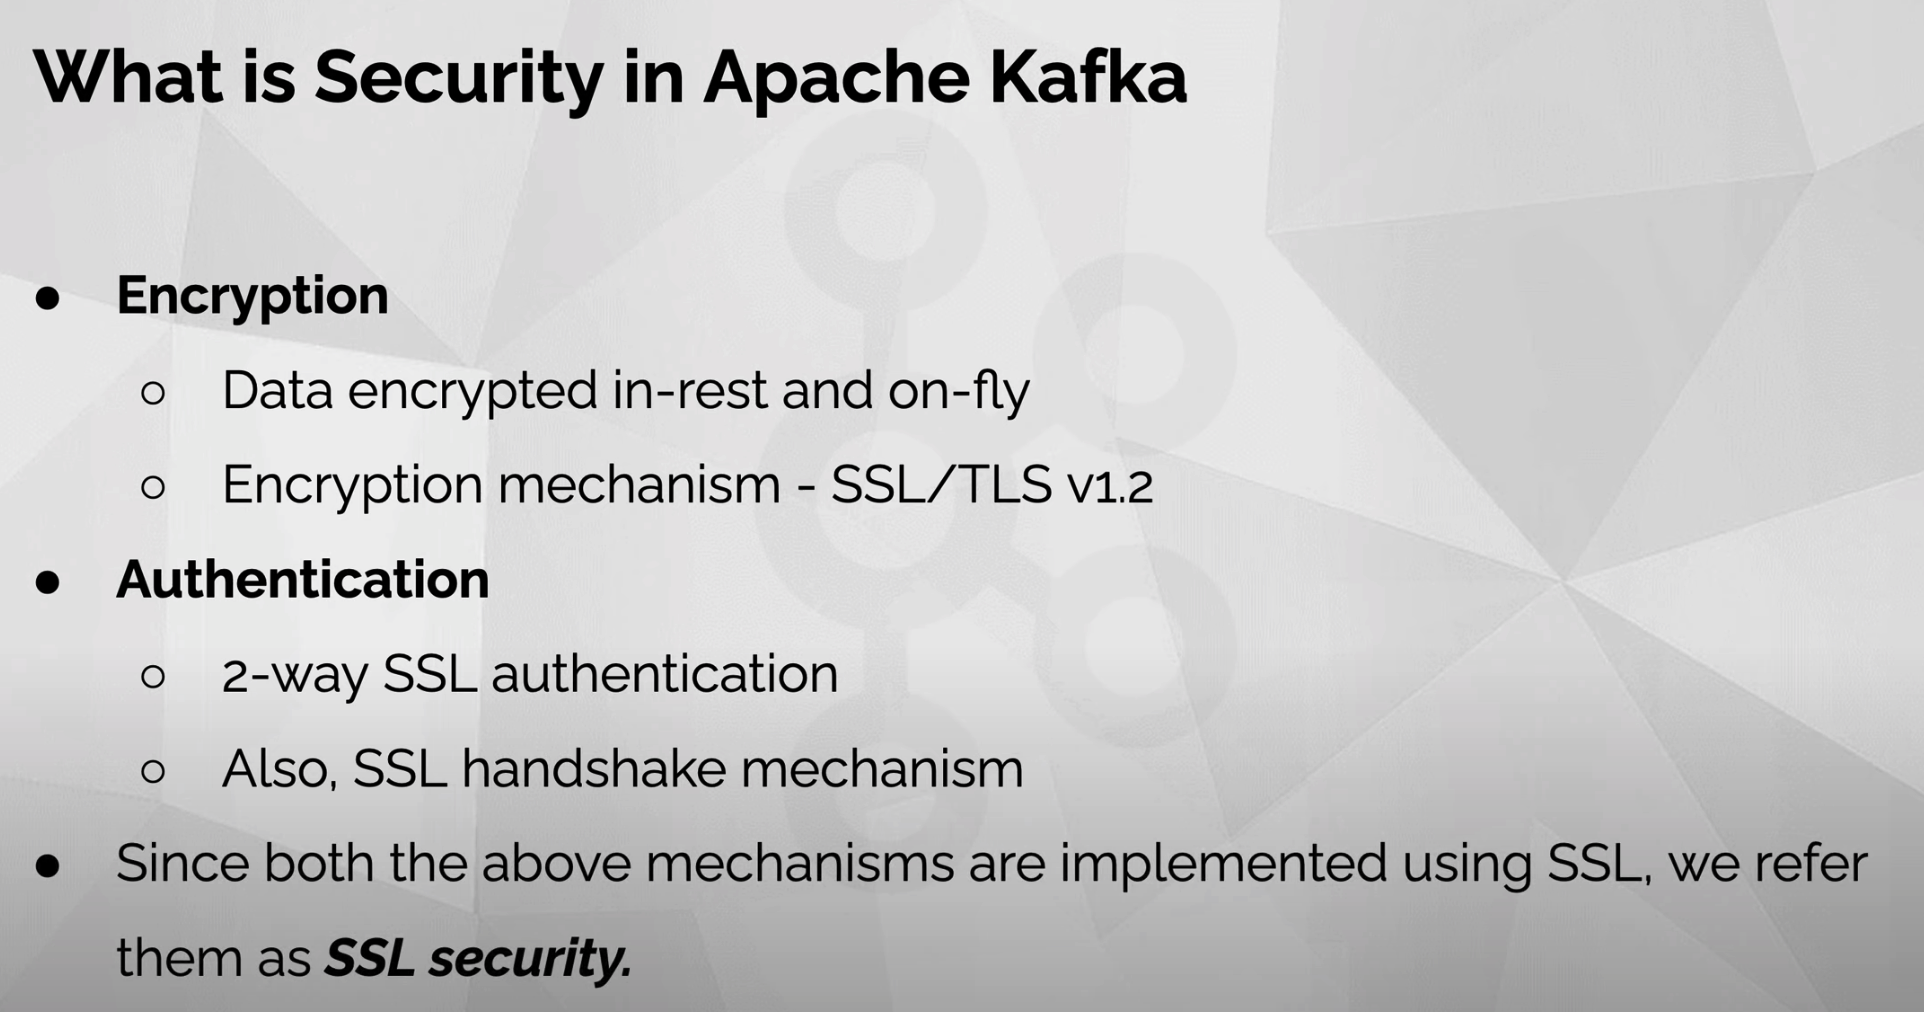 What is Security in Apache Kafka
● Encryption
○ Data encrypted in-rest and on-fly
○ Encryption mechanism - SSL/TLS v1.2
● Authentication
○ 2-way SSL authentication
○ Also, SSL handshake mechanism
● Since both the above mechanisms are implemented using SSL, we refer
them as SSL security.